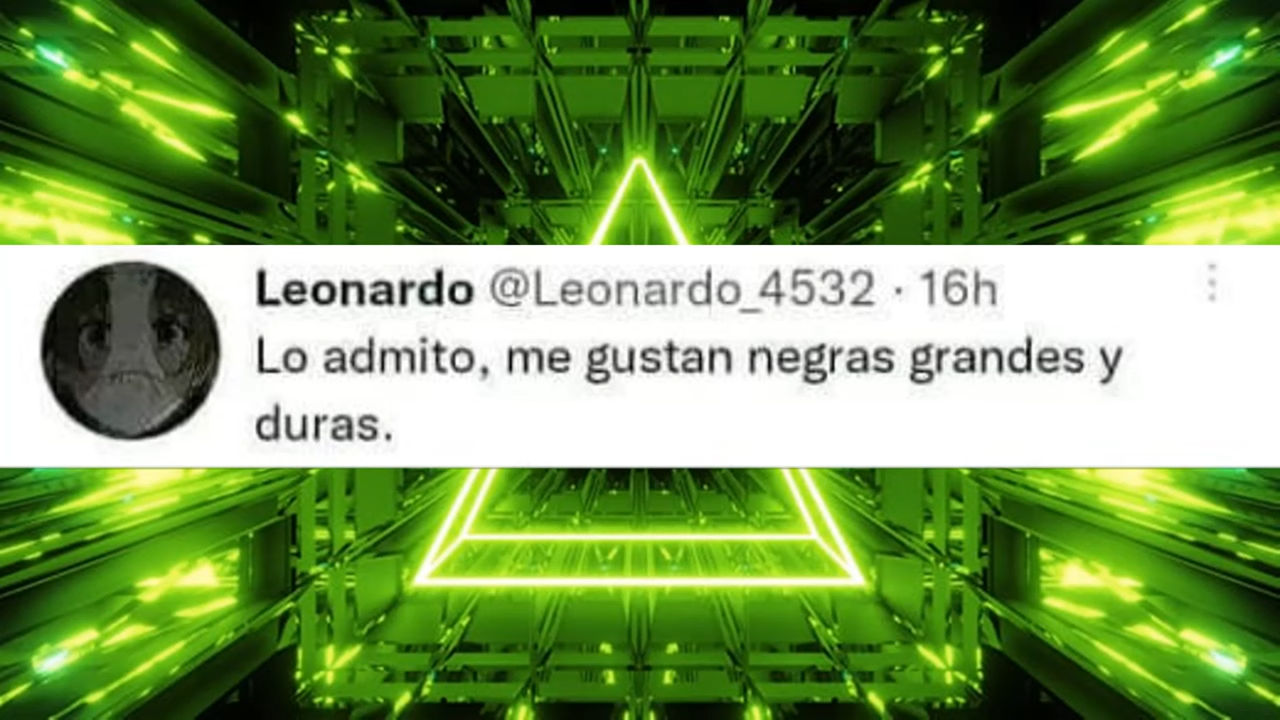 Leonardo @Leonardo_4532 · 16h
Lo admito, me gustan negras grandes y
duras.